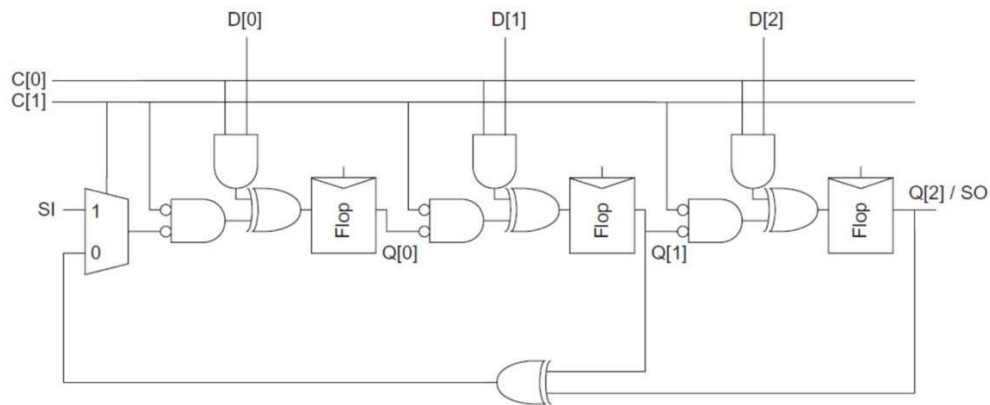 D[0] D[1] D[2]
C[0]
C[1]
SI 1 Flop Flop Flop Q[2] / SO
0 Q[0] Q[1]